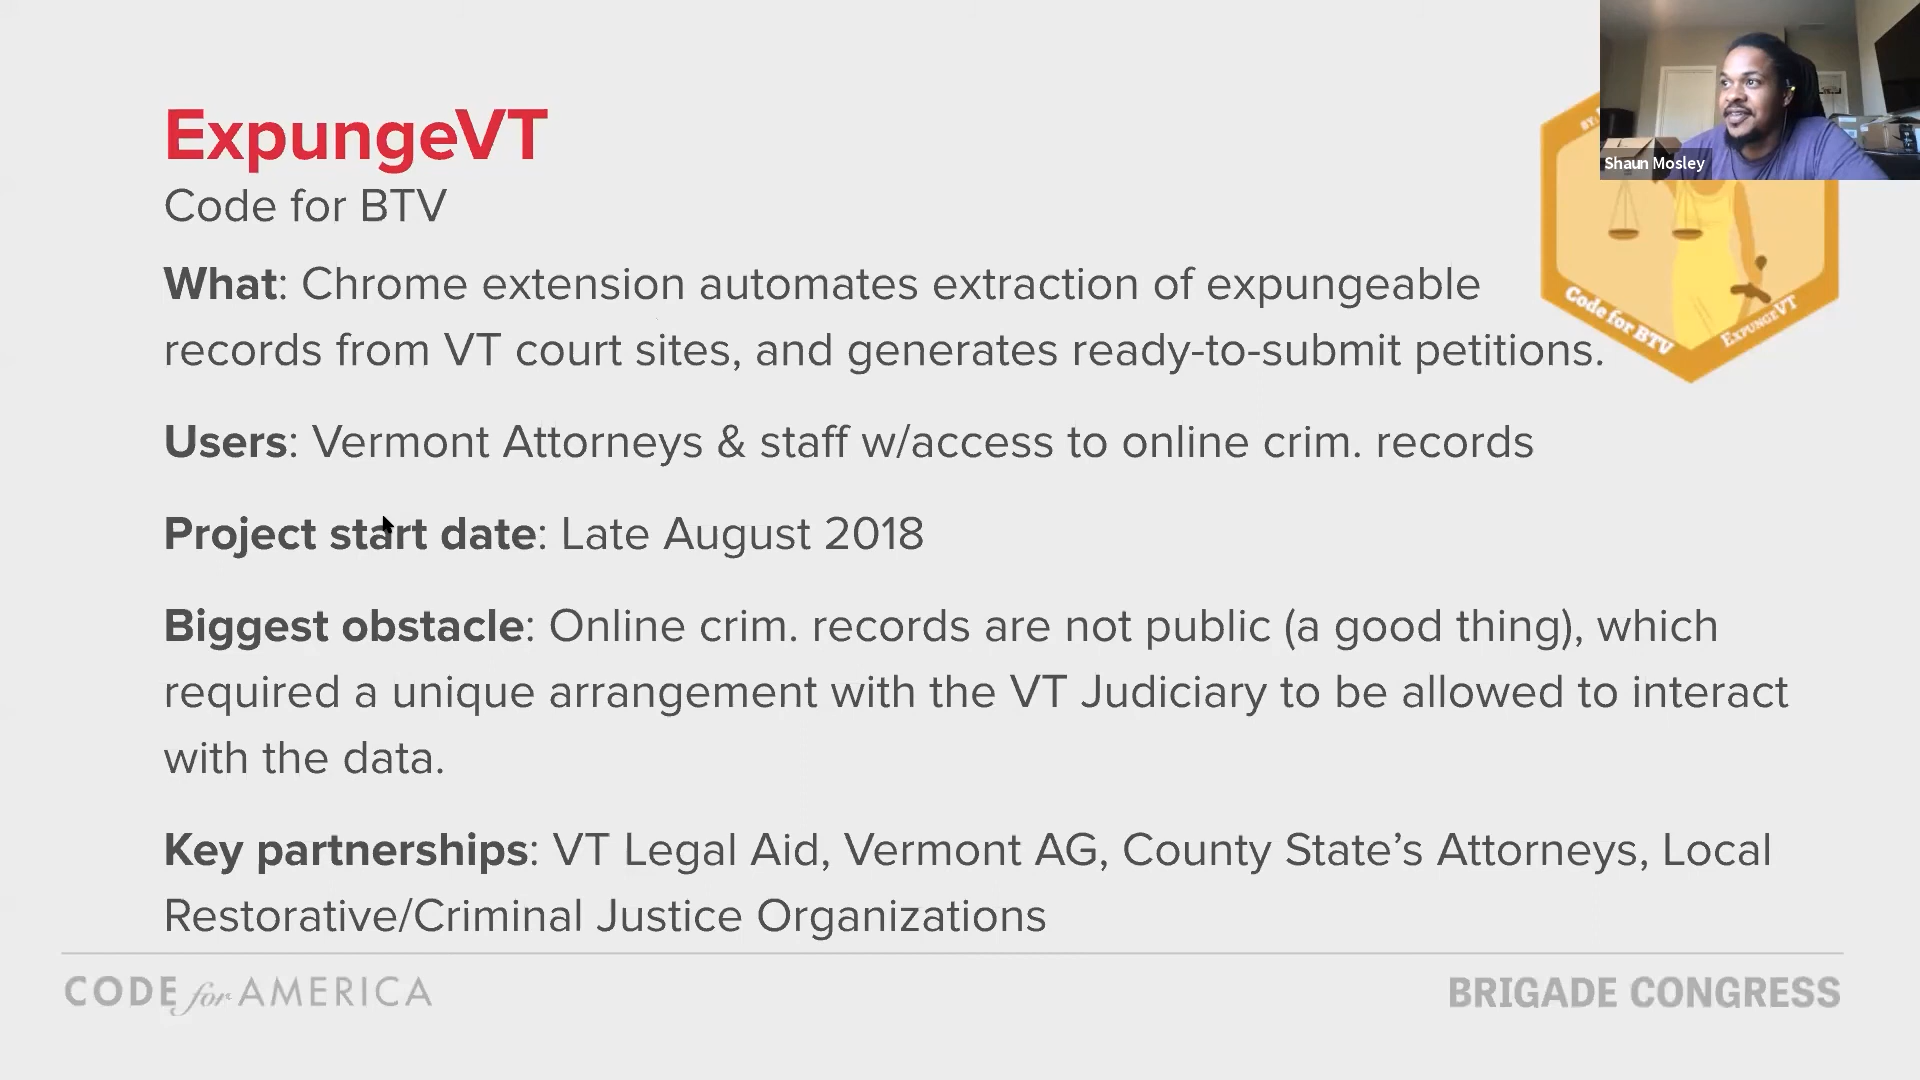 ExpungeVT
Code for BTV
What: Chrome extension automates extraction of expungeable
records from VT court sites, and generates ready-to-submit petitions.
Users: Vermont Attorneys & staff w/access to online crim. records
Project start date: Late August 2018
Biggest obstacle: Online crim. records are not public (a good thing), which
required a unique arrangement with the VT Judiciary to be allowed to interact
with the data.
Key partnerships: VT Legal Aid, Vermont AG, County State’s Attorneys, Local
Restorative/Criminal Justice Organizations
CODE for AMERICA
BRIGADE CONGRESS
Shaun Mosley
Code for BTV
ExpungeVT